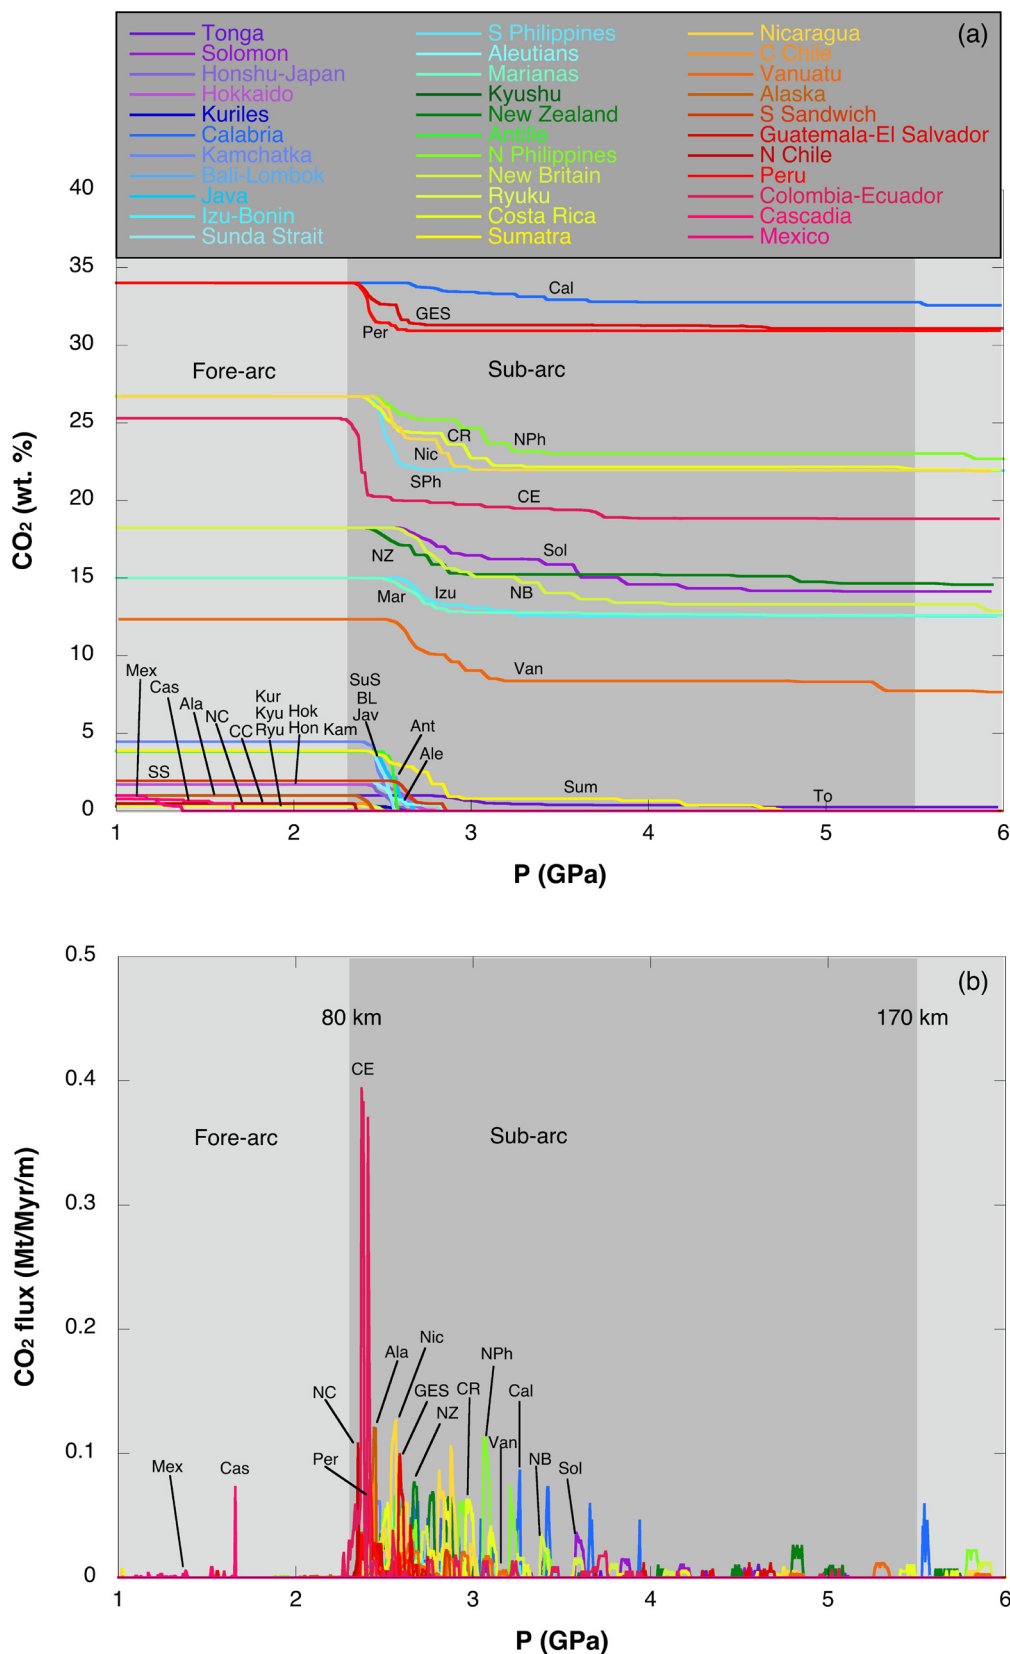 (a)
Tonga S Philippines Nicaragua
Solomon Aleutians C Chile
Honshu-Japan Marianas Vanuatu
Hokkaido Kyushu Alaska
Kuriles New Zealand S Sandwich
Calabria Antille Guatemala-El Salvador
Kamchatka N Philippines N Chile
Bali-Lombok New Britain Peru
Java Ryuku Colombia-Ecuador
Izu-Bonin Costa Rica Cascadia
Sunda Strait Sumatra Mexico
40
35
30
25
20
15
10
5
0
CO₂ (wt. %)
Cal
GES
Per
Fore-arc Sub-arc
CR NPh
Nic
SPh
CE
NZ Sol
Mar Izu NB
Van
Mex Cas Ala NC CC
Kur
Kyu
Ryu
Hok
Hon
Kam
SuS
BL
Jav
Ant
Ale
SS
Sum
To
1 2 3 4 5 6
P (GPa)
(b)
0.5
0.4
0.3
0.2
0.1
0
CO₂ flux (Mt/Myr/m)
80 km 170 km
CE
Fore-arc Sub-arc
Nic
Ala NPh
NC GES CR Cal
NZ
Van
Per NB Sol
Mex Cas
1 2 3 4 5 6
P (GPa)